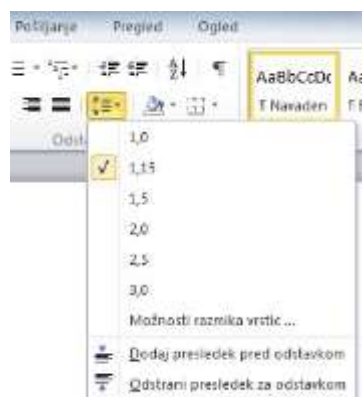 Pošiljanje Pregled Ogled
AaBbCcDc Aa
¶ Navaden
Odst
1,0
1,15
1,5
2,0
2,5
3,0
Možnosti razmika vrstic ...
Dodaj presledek pred odstavkom
Odstrani presledek za odstavkom